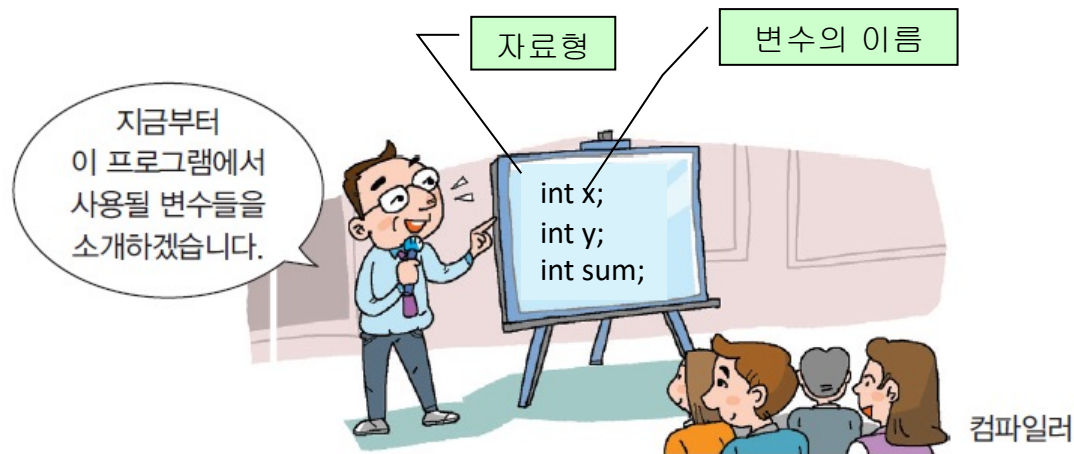 자료형
변수의 이름
지금부터
이 프로그램에서
사용될 변수들을
소개하겠습니다.
int x;
int y;
int sum;
컴파일러